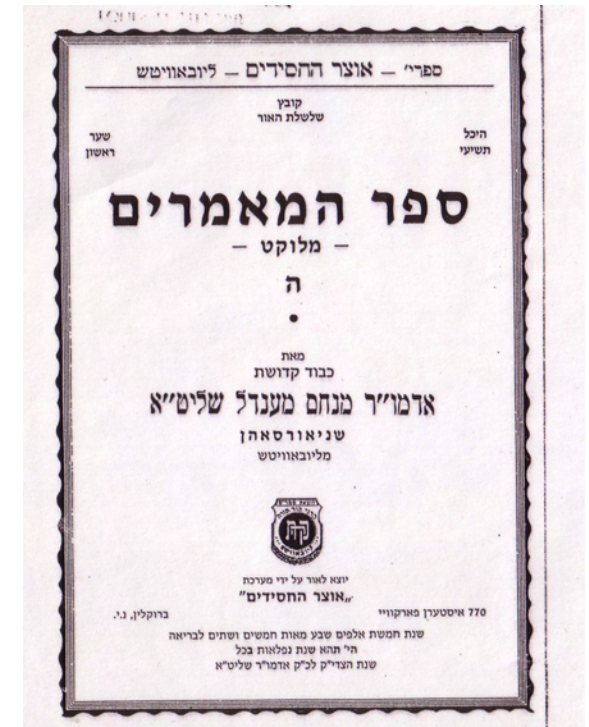 ספרי׳ — אוצר החסידים — ליובאוויטש
קובץ
שלשלת האור
היכל
תשיעי
שער
ראשון
ספר המאמרים
— מלוקט —
ה
•
מאת
כבוד קדושת
אדמו״ר מנחם מענדל שליט״א
שניאורסאהן
מליובאוויטש
יוצא לאור על ידי מערכת
„אוצר החסידים”
770 איסטערן פארקוויי
ברוקלין, נ.י.
שנת חמשת אלפים שבע מאות חמשים ושתים לבריאה
הי׳ תהא שנת נפלאות בכל
שנת הצדי״ק לכ״ק אדמו״ר שליט״א